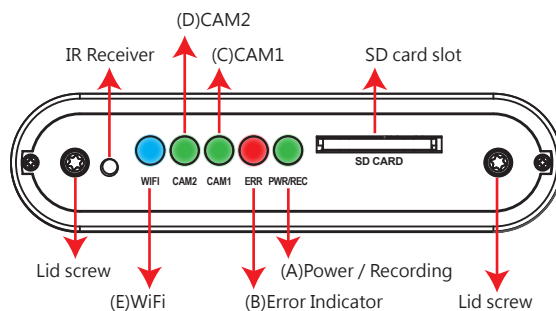 (D)CAM2
IR Receiver
(C)CAM1
SD card slot
SD CARD
WIFI
CAM2
CAM1
ERR
PWR/REC
Lid screw
(A)Power / Recording
(E)WiFi
(B)Error Indicator
Lid screw